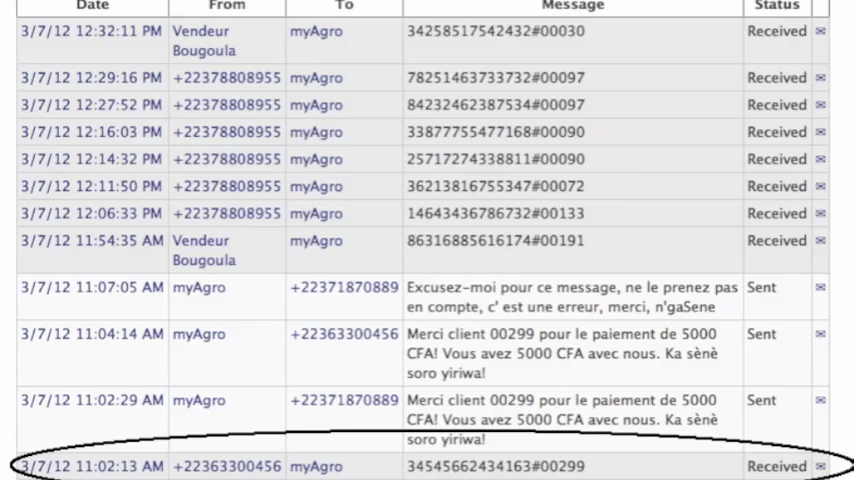 Date From To Message Status
3/7/12 12:32:11 PM Vendeur Bougoula myAgro 34258517542432#00030 Received
3/7/12 12:29:16 PM +22378808955 myAgro 78251463733732#00097 Received
3/7/12 12:27:52 PM +22378808955 myAgro 84232462387534#00097 Received
3/7/12 12:16:03 PM +22378808955 myAgro 33877755477168#00090 Received
3/7/12 12:14:32 PM +22378808955 myAgro 25717274338811#00090 Received
3/7/12 12:11:50 PM +22378808955 myAgro 36213816755347#00072 Received
3/7/12 12:06:33 PM +22378808955 myAgro 14643436786732#00133 Received
3/7/12 11:54:35 AM Vendeur Bougoula myAgro 86316885616174#00191 Received
3/7/12 11:07:05 AM myAgro +22371870889 Excusez-moi pour ce message, ne le prenez pas Sent
en compte, c' est une erreur, merci, n'gaSene
3/7/12 11:04:14 AM myAgro +22363300456 Merci client 00299 pour le paiement de 5000 Sent
CFA! Vous avez 5000 CFA avec nous. Ka sènè
soro yiriwa!
3/7/12 11:02:29 AM myAgro +22371870889 Merci client 00299 pour le paiement de 5000 Sent
CFA! Vous avez 5000 CFA avec nous. Ka sènè
soro yiriwa!
3/7/12 11:02:13 AM +22363300456 myAgro 34545662434163#00299 Received